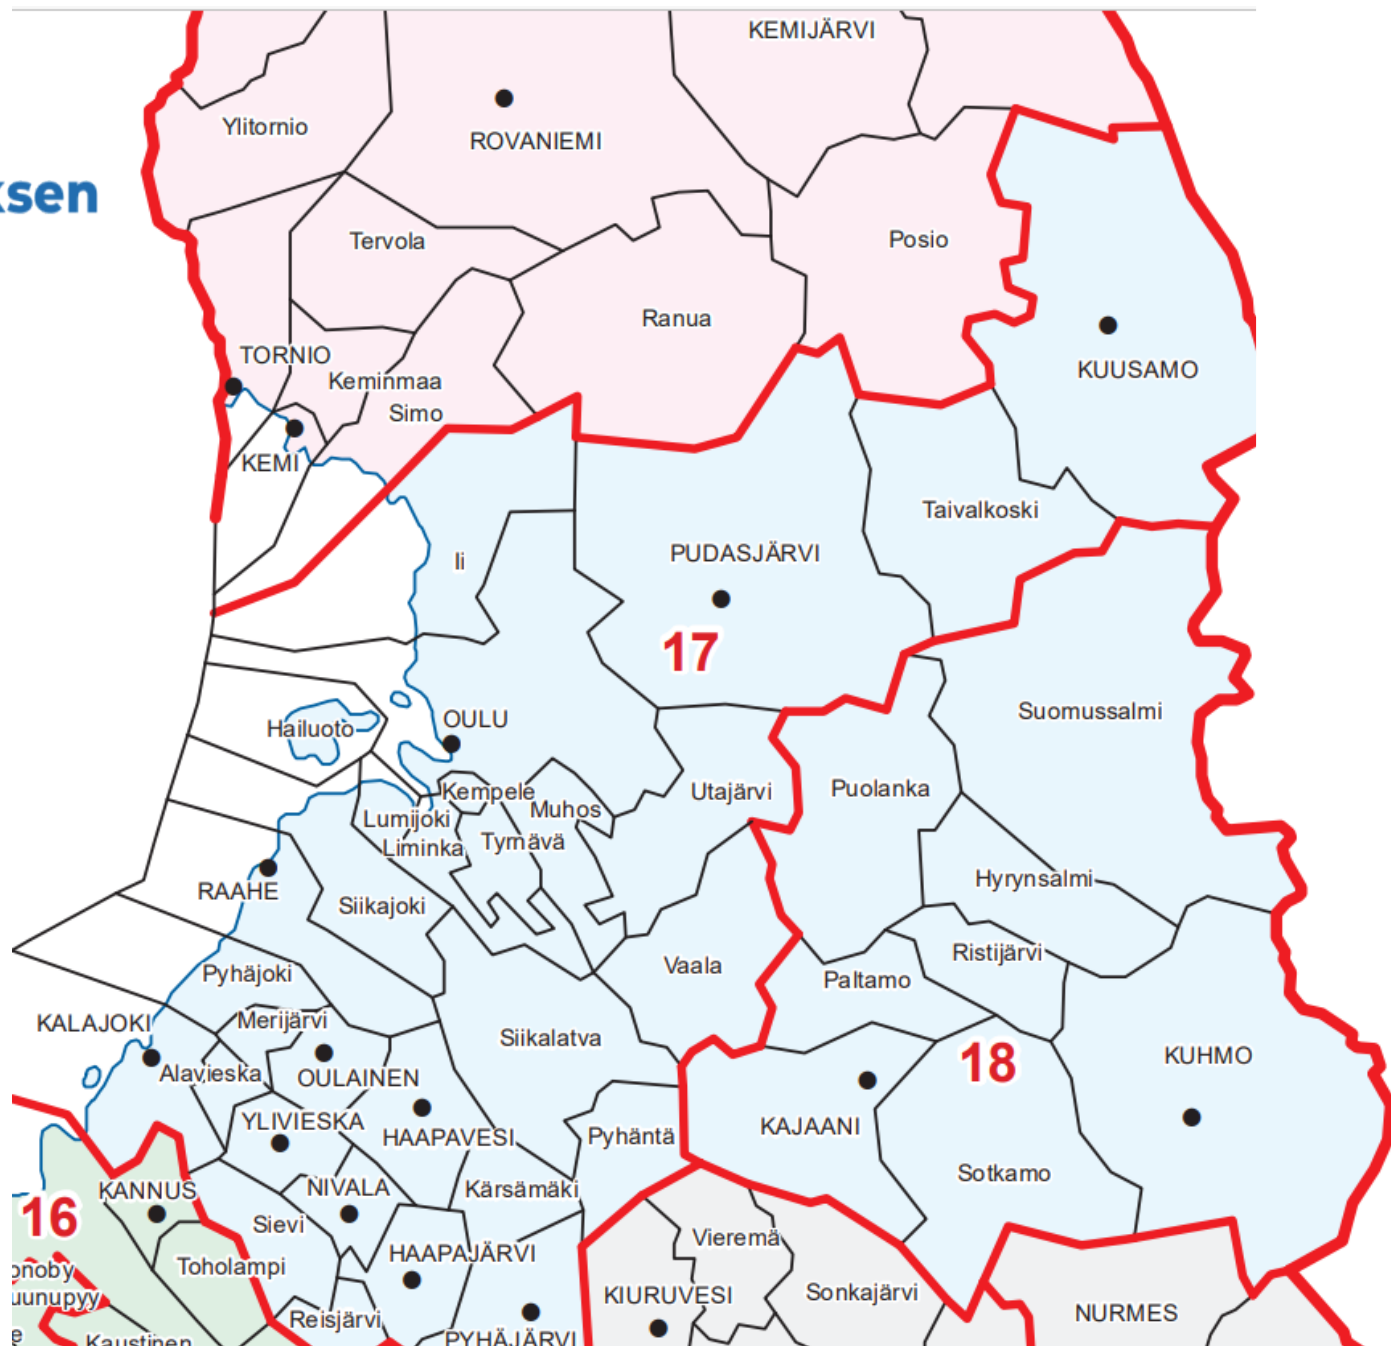 KEMIJÄRVI
Ylitornio
ROVANIEMI
ksen
Tervola
Posio
Ranua
TORNIO
Keminmaa
KUUSAMO
Simo
KEMI
Taivalkoski
Ii
PUDASJÄRVI
17
Hailuoto
OULU
Suomussalmi
Kempele
Utajärvi
Puolanka
Muhos
Lumijoki
Liminka
Tyrnävä
RAAHE
Siikajoki
Hyrynsalmi
Ristijärvi
Pyhäjoki
Vaala
Paltamo
KALAJOKI
Merijärvi
Siikalatva
18
KUHMO
Alavieska
OULAINEN
YLIVIESKA
HAAPAVESI
Pyhäntä
KAJAANI
Sotkamo
KANNUS
NIVALA
Kärsämäki
16
Sievi
Vieremä
HAAPAJÄRVI
Toholampi
onoby
uunupyy
KIURUVESI
Sonkajärvi
NURMES
Reisjärvi
PYHÄJÄRVI
e
Kaustinen